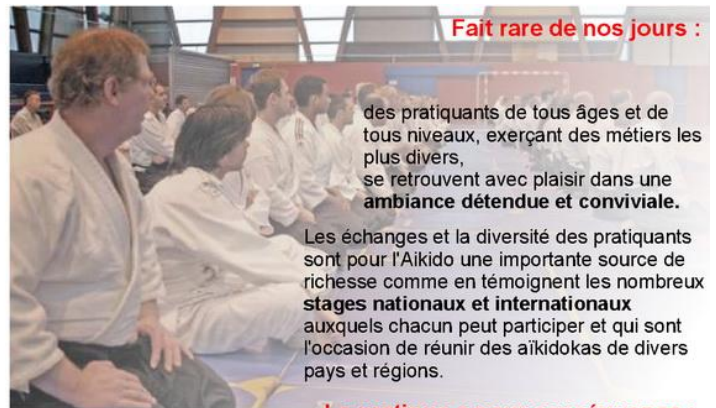 Fait rare de nos jours :
des pratiquants de tous âges et de
tous niveaux, exerçant des métiers les
plus divers,
se retrouvent avec plaisir dans une
ambiance détendue et conviviale.
Les échanges et la diversité des pratiquants
sont pour l'Aikido une importante source de
richesse comme en témoignent les nombreux
stages nationaux et internationaux
auxquels chacun peut participer et qui sont
l'occasion de réunir des aïkidokas de divers
pays et régions.